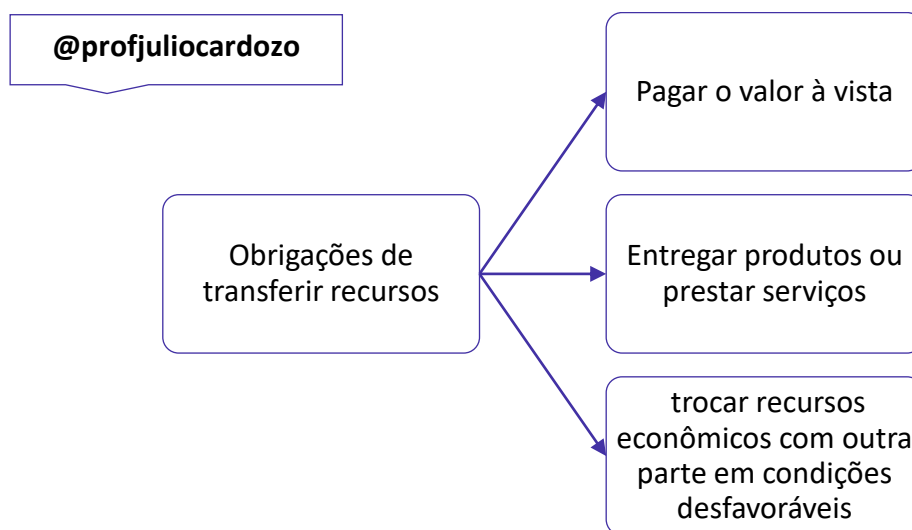 @profjuliocardozo
Pagar o valor à vista
Obrigações de
transferir recursos
Entregar produtos ou
prestar serviços
trocar recursos
econômicos com outra
parte em condições
desfavoráveis